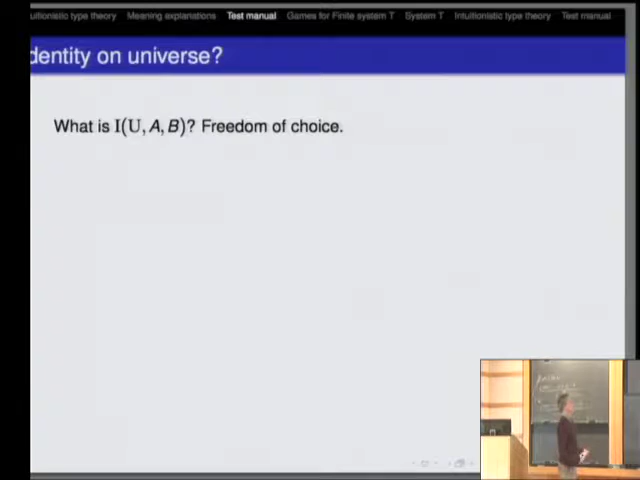 uitionistic type theory Meaning explanations Test manual Games for Finite system T System T Intuitionistic type theory Test manual
dentity on universe?
What is I(U, A, B)? Freedom of choice.